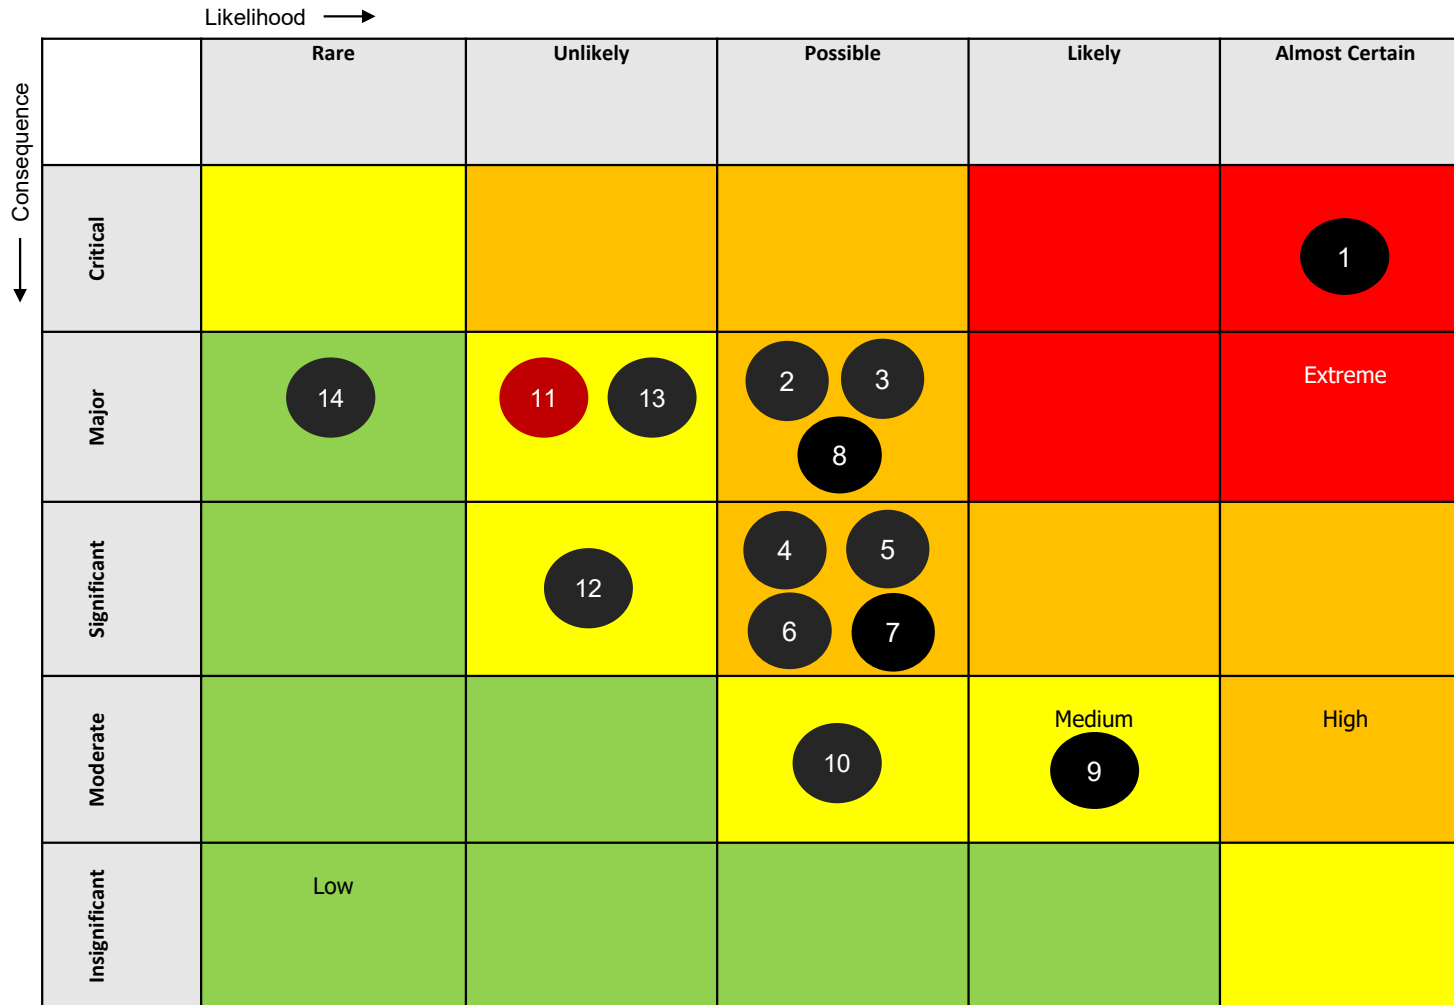 Likelihood
Rare
Unlikely
Possible
Likely
Almost Certain
Consequence
Critical
1
Major
14
11
13
2
3
8
Extreme
Significant
12
4
5
6
7
Moderate
10
Medium
9
High
Insignificant
Low